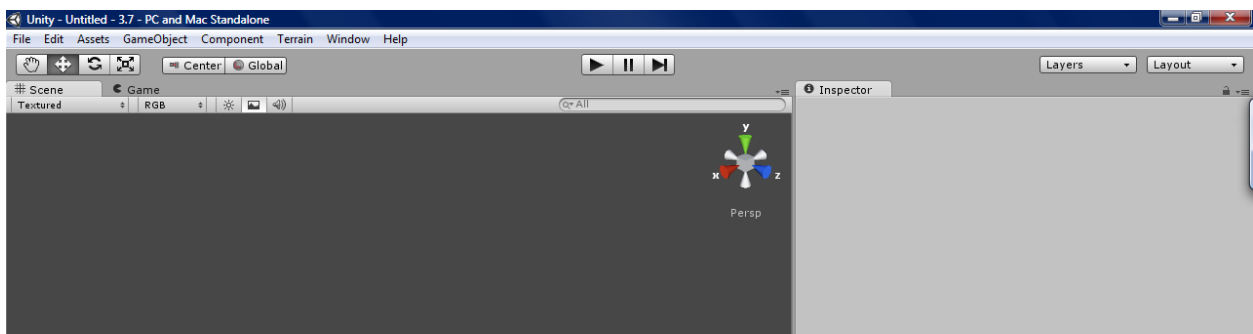 Unity - Untitled - 3.7 - PC and Mac Standalone
File Edit Assets GameObject Component Terrain Window Help
Center Global Layers Layout
Scene Game Inspector
Textured RGB All
y
x z
Persp